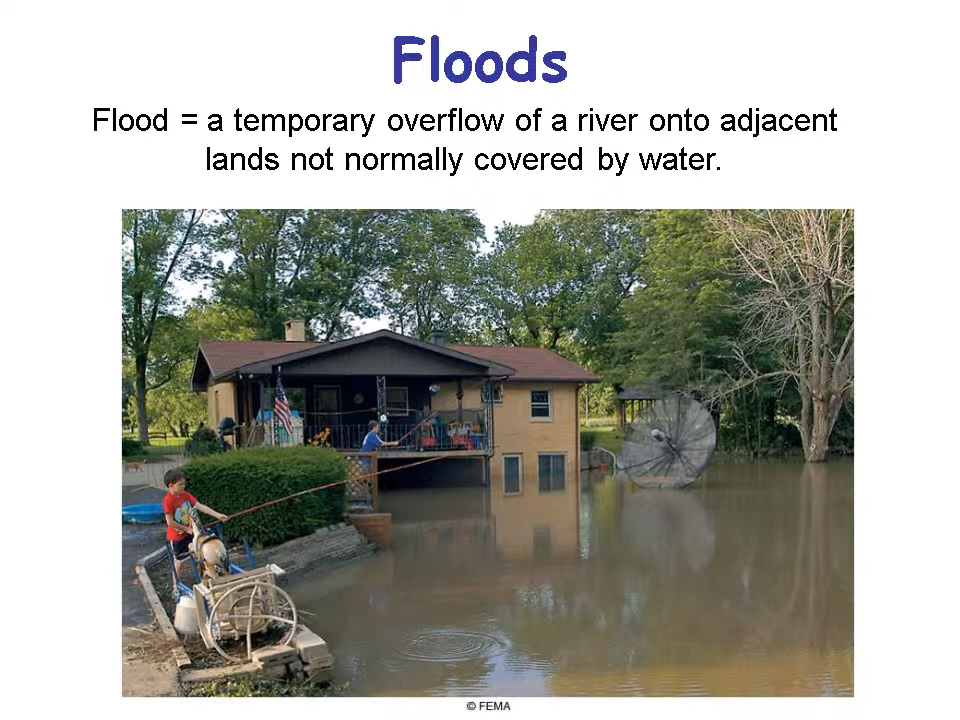 Floods
Flood = a temporary overflow of a river onto adjacent
lands not normally covered by water.
© FEMA